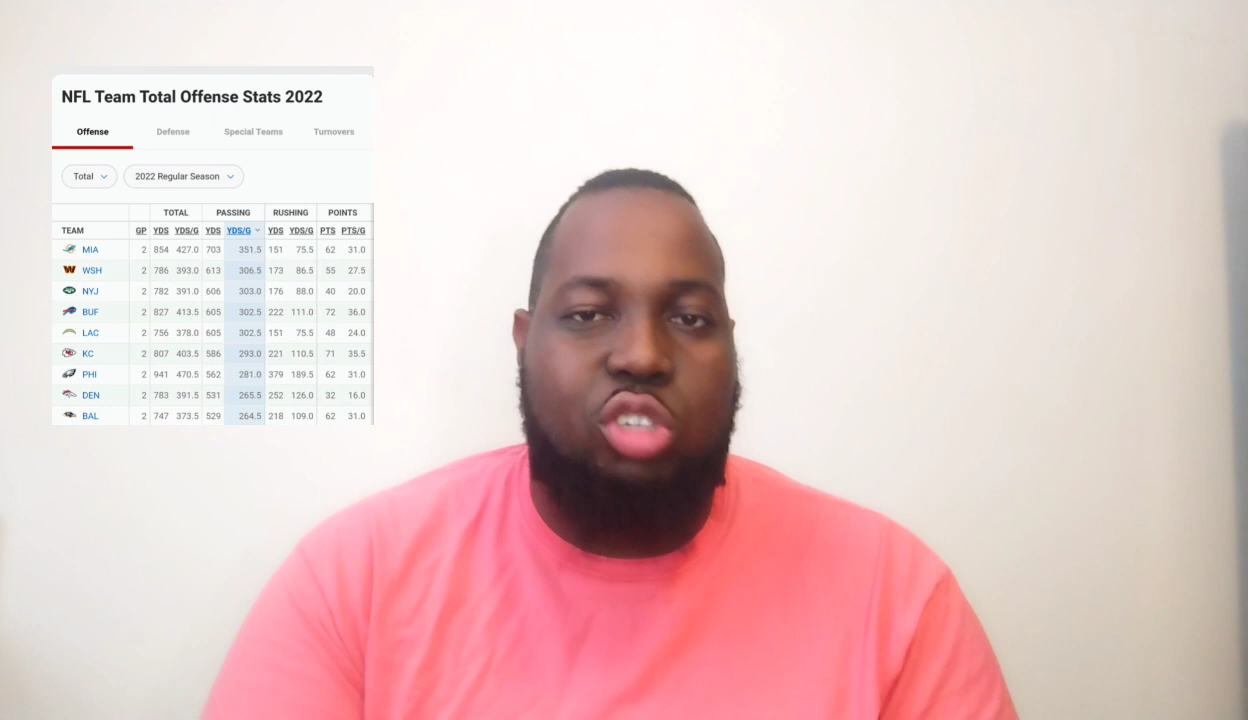 NFL Team Total Offense Stats 2022
Offense Defense Special Teams Turnovers
Total 2022 Regular Season
TOTAL PASSING RUSHING POINTS
TEAM GP YDS YDS/G YDS YDS/G YDS YDS/G PTS PTS/G
MIA 2 854 427.0 703 351.5 151 75.5 62 31.0
WSH 2 786 393.0 613 306.5 173 86.5 55 27.5
NYJ 2 782 391.0 606 303.0 176 88.0 40 20.0
BUF 2 827 413.5 605 302.5 222 111.0 72 36.0
LAC 2 756 378.0 605 302.5 151 75.5 48 24.0
KC 2 807 403.5 586 293.0 221 110.5 71 35.5
PHI 2 941 470.5 562 281.0 379 189.5 62 31.0
DEN 2 783 391.5 531 265.5 252 126.0 32 16.0
BAL 2 747 373.5 529 264.5 218 109.0 62 31.0